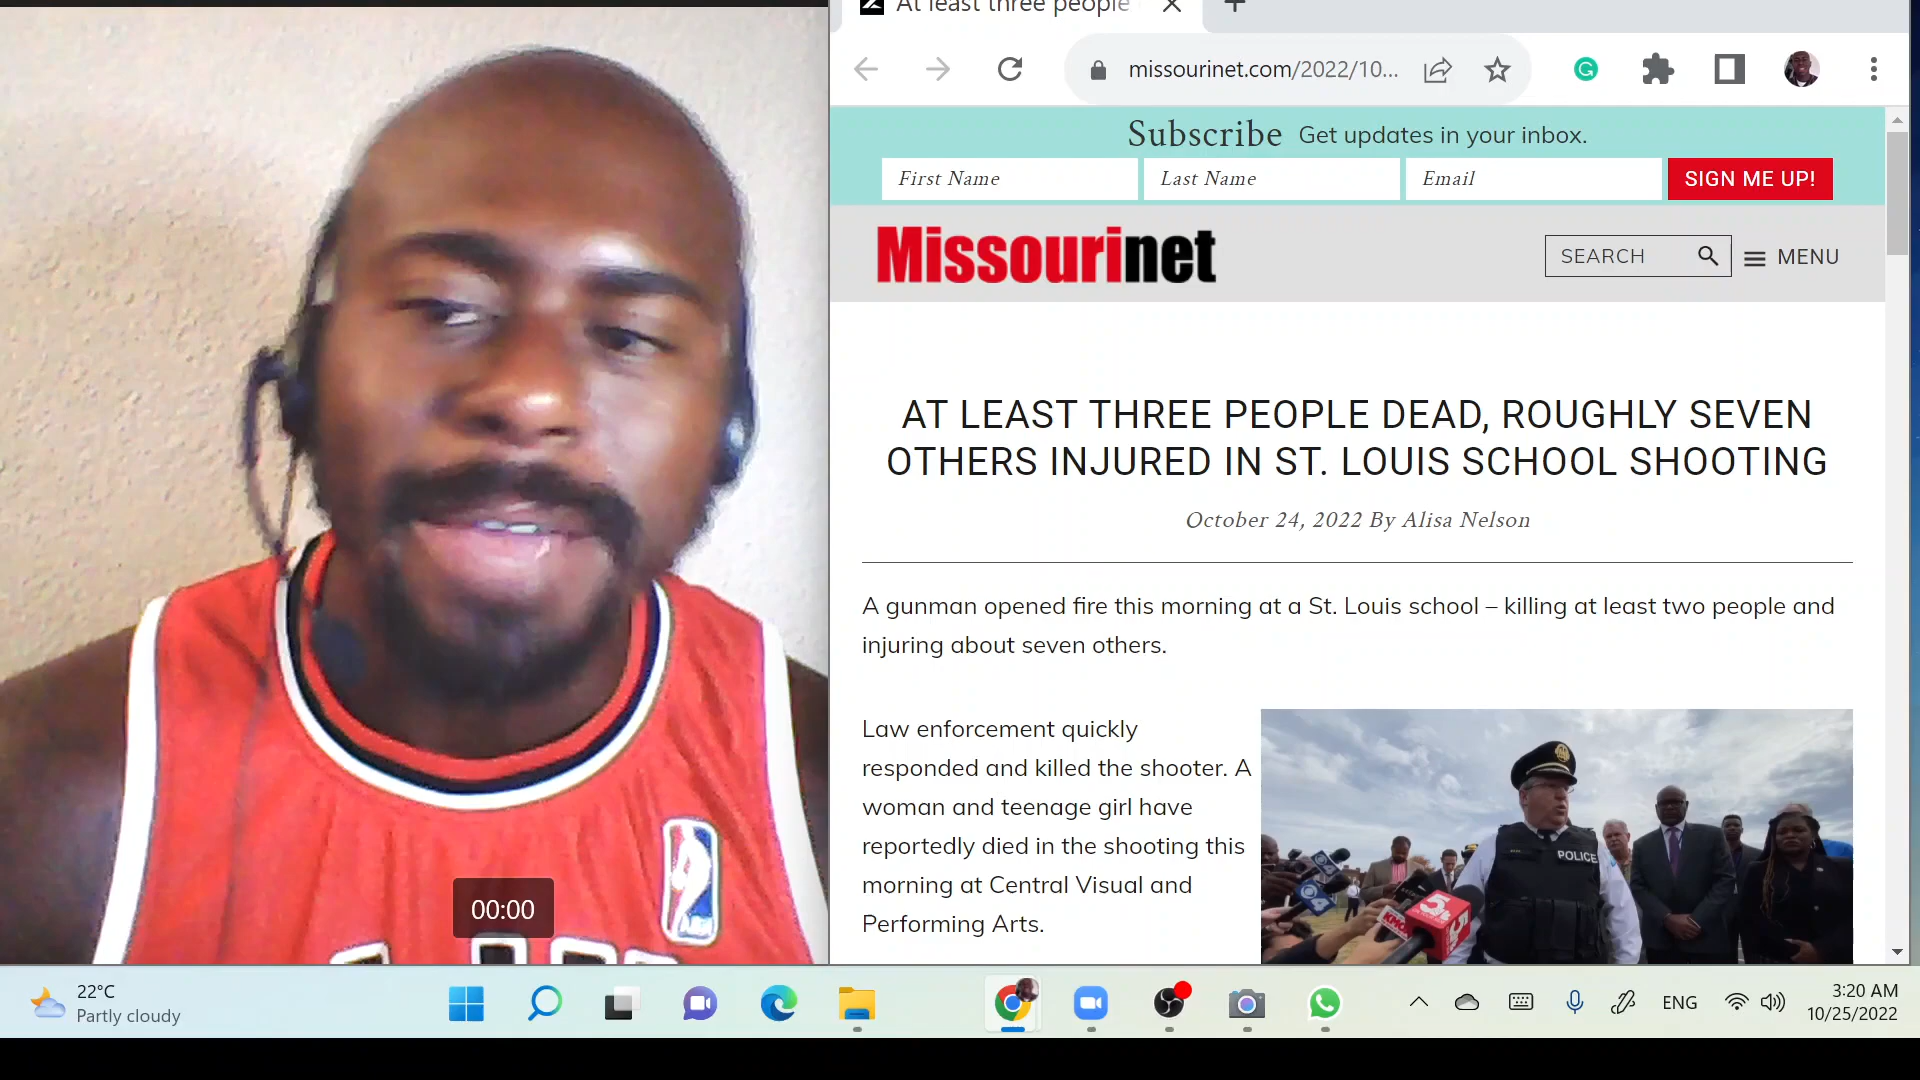 At least three people
missourinet.com/2022/10...
Subscribe Get updates in your inbox.
First Name
Last Name
Email
SIGN ME UP!
Missourinet
SEARCH
MENU
AT LEAST THREE PEOPLE DEAD, ROUGHLY SEVEN
OTHERS INJURED IN ST. LOUIS SCHOOL SHOOTING
October 24, 2022 By Alisa Nelson
A gunman opened fire this morning at a St. Louis school – killing at least two people and
injuring about seven others.
Law enforcement quickly
responded and killed the shooter. A
woman and teenage girl have
reportedly died in the shooting this
morning at Central Visual and
Performing Arts.
POLICE
5
00:00
22°C
Partly cloudy
ENG
3:20 AM
10/25/2022